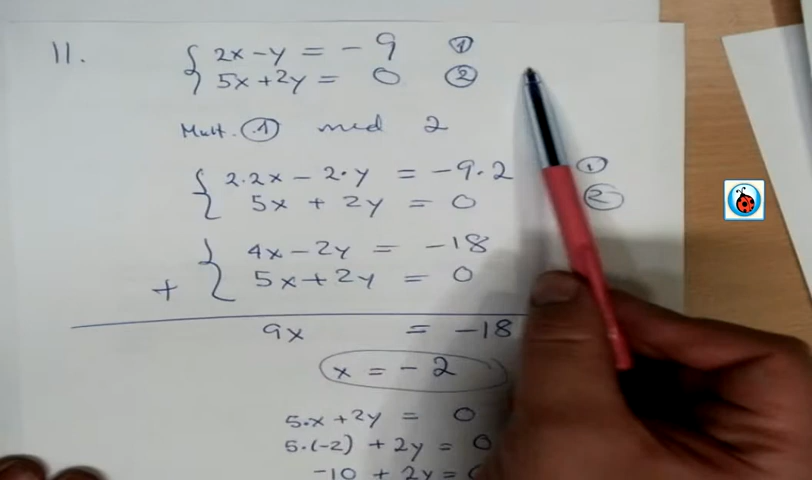 11. 2x - y = -9 ①
5x + 2y = 0 ②
Mult. ① med 2
2·2x - 2·y = -9·2 ①
5x + 2y = 0 ②
4x - 2y = -18
+ 5x + 2y = 0
9x = -18
x = -2
5·x + 2y = 0
5·(-2) + 2y = 0
-10 + 2y = 0